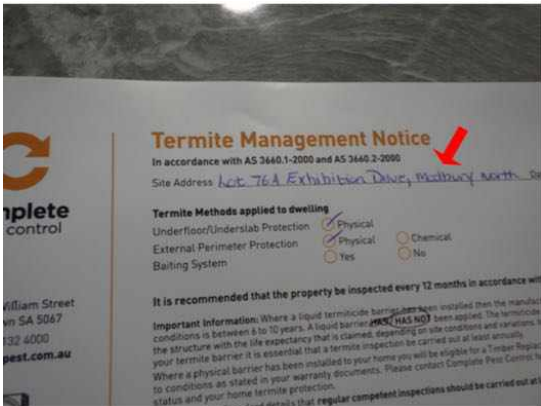 Termite Management Notice
In accordance with AS 3660.1-2000 and AS 3660.2-2000
Site Address Lot 761 Exhibition Drive, Modbury North
Termite Methods applied to dwelling
Underfloor/Underslab Protection Physical
External Perimeter Protection Physical Chemical
Baiting System Yes No
It is recommended that the property be inspected every 12 months in accordance
Important Information: Where a liquid termiticide barrier has been installed then the
conditions is between 6 to 10 years. A liquid barrier HAS / HAS NOT been applied. The
the structure with the life expectancy that is claimed, depending on site conditions and variations.
your termite barrier it is essential that a termite inspection be carried out at least annually.
Where a physical barrier has been installed to your home you will be eligible for a Timber
to conditions as stated in your warranty documents. Please contact Complete Pest Control
status and your home termite protection.
details that regular competent inspections should be carried out at
mplete
control
William Street
SA 5067
132 4000
pest.com.au